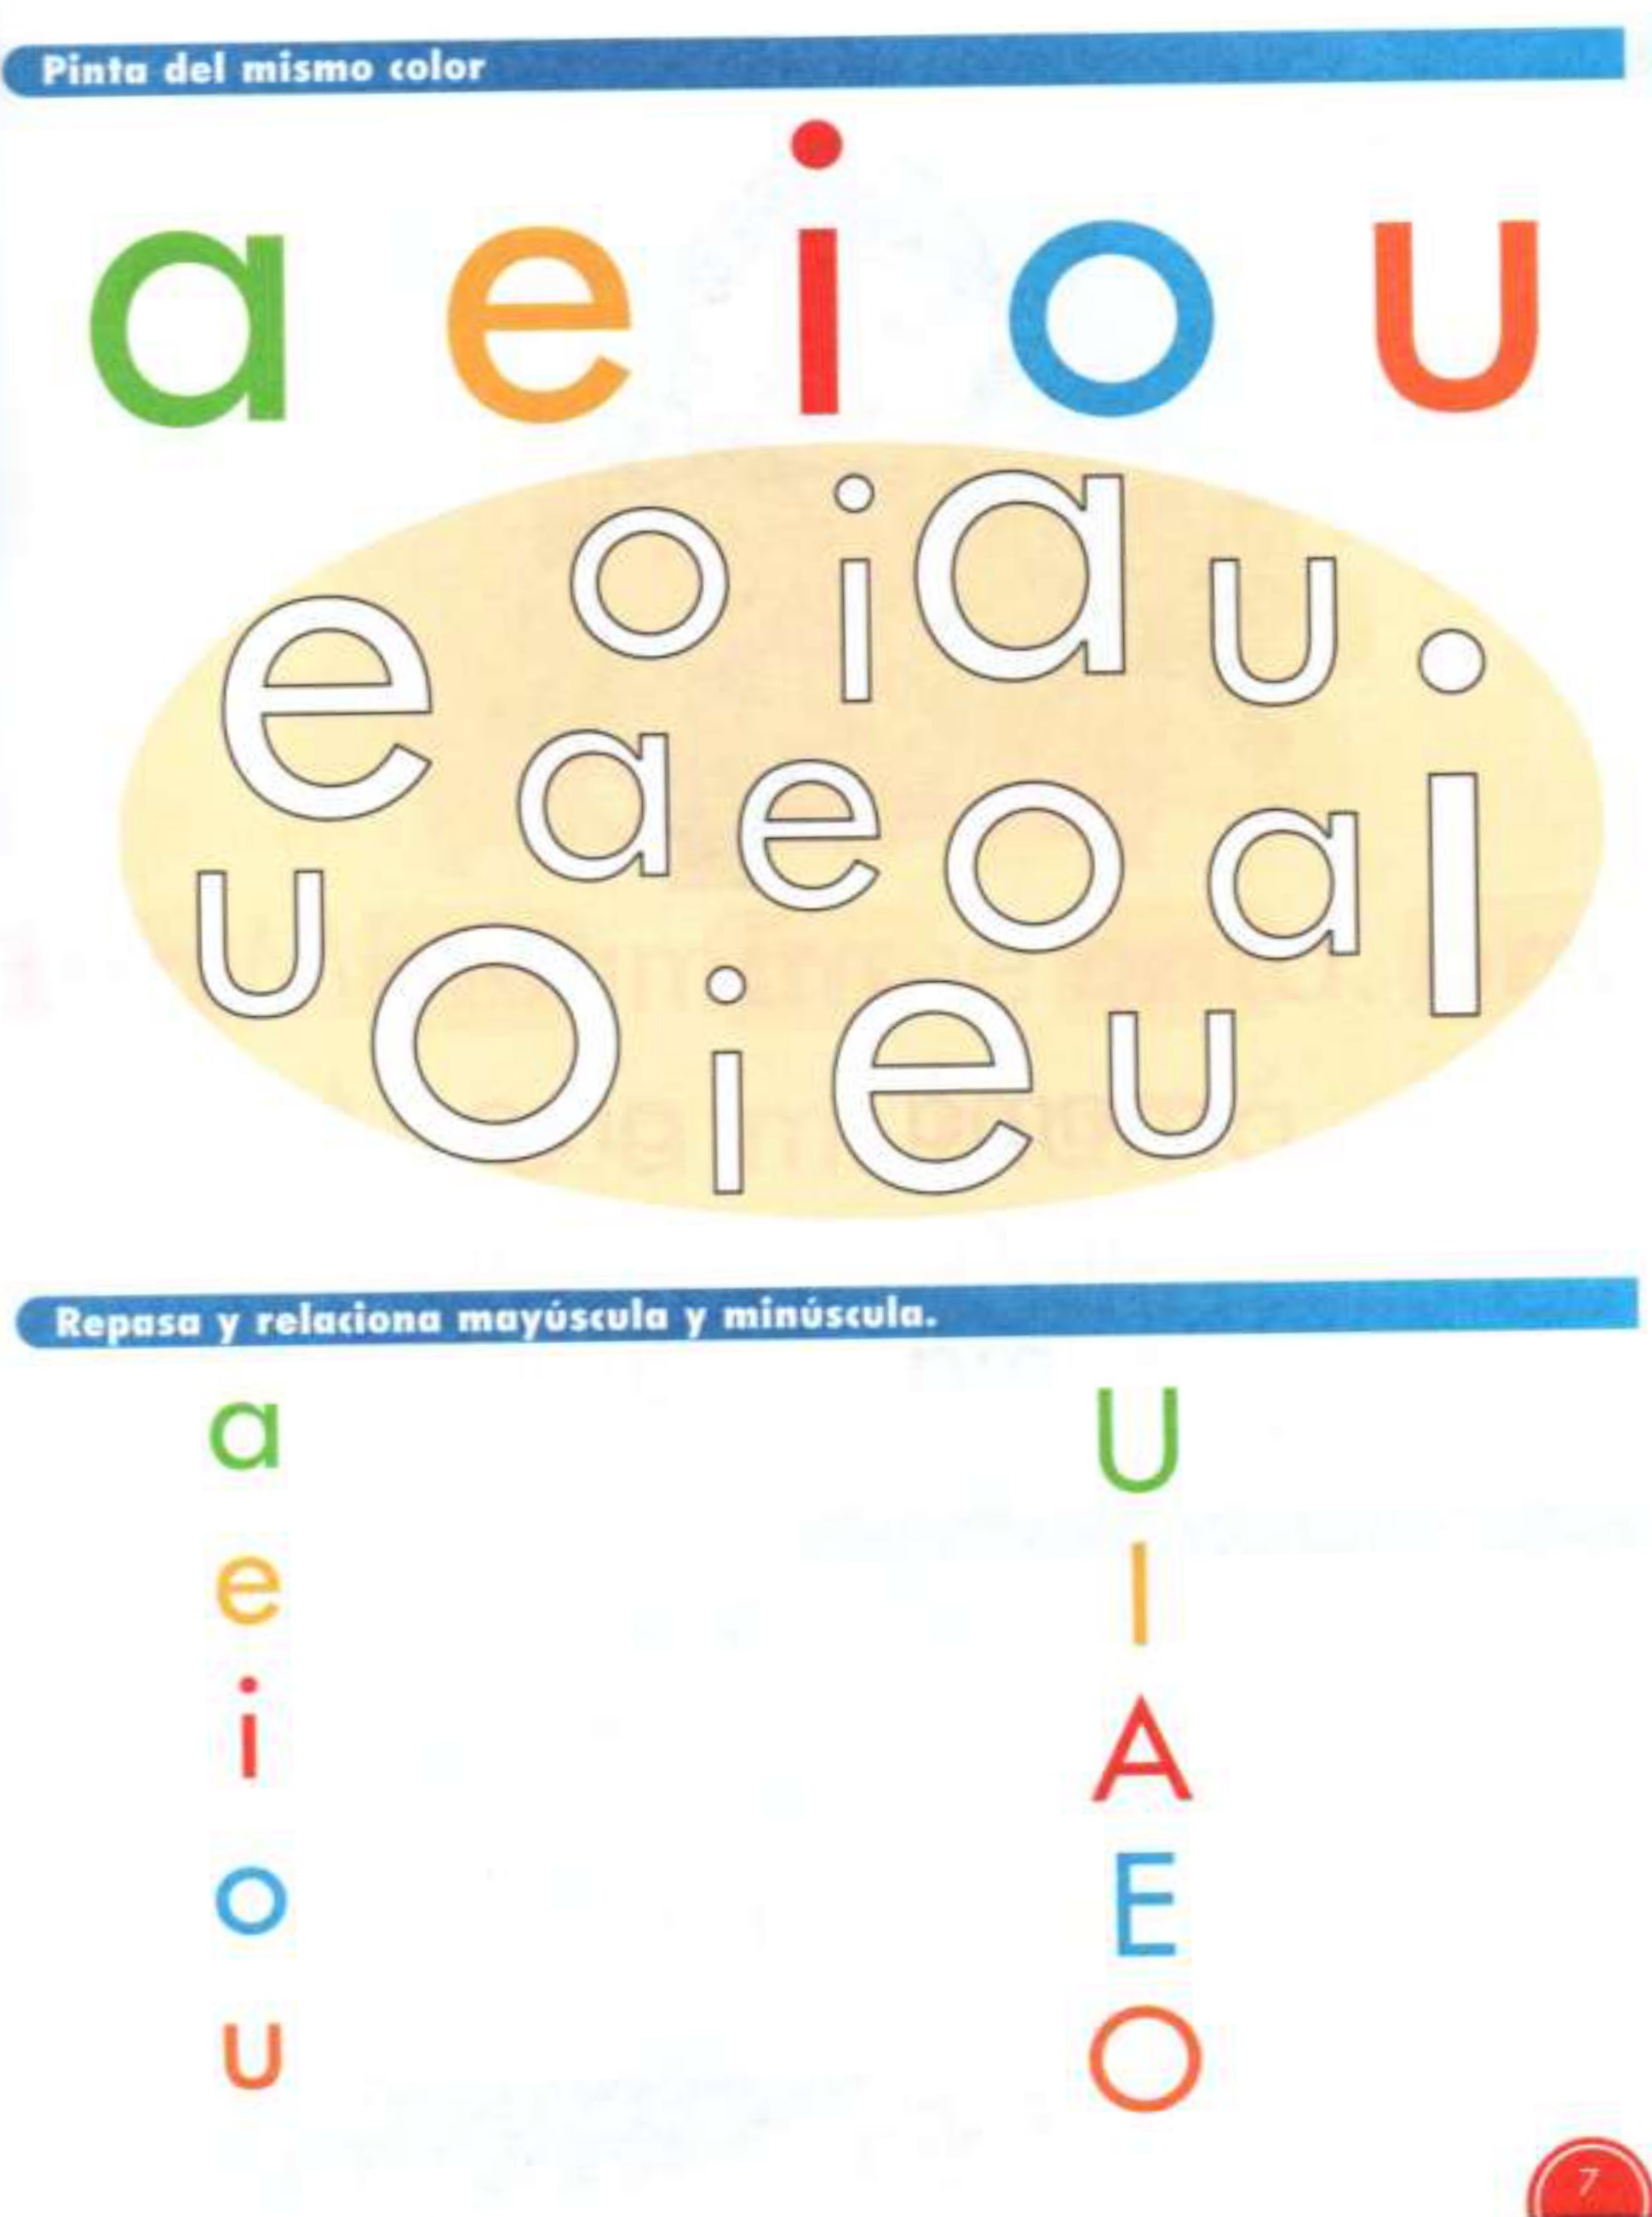 Pinta del mismo color
a e i o u
o i a u
e i
a e o a
u o i e u
Repasa y relaciona mayúscula y minúscula.
a U
e I
i A
o E
u O
7